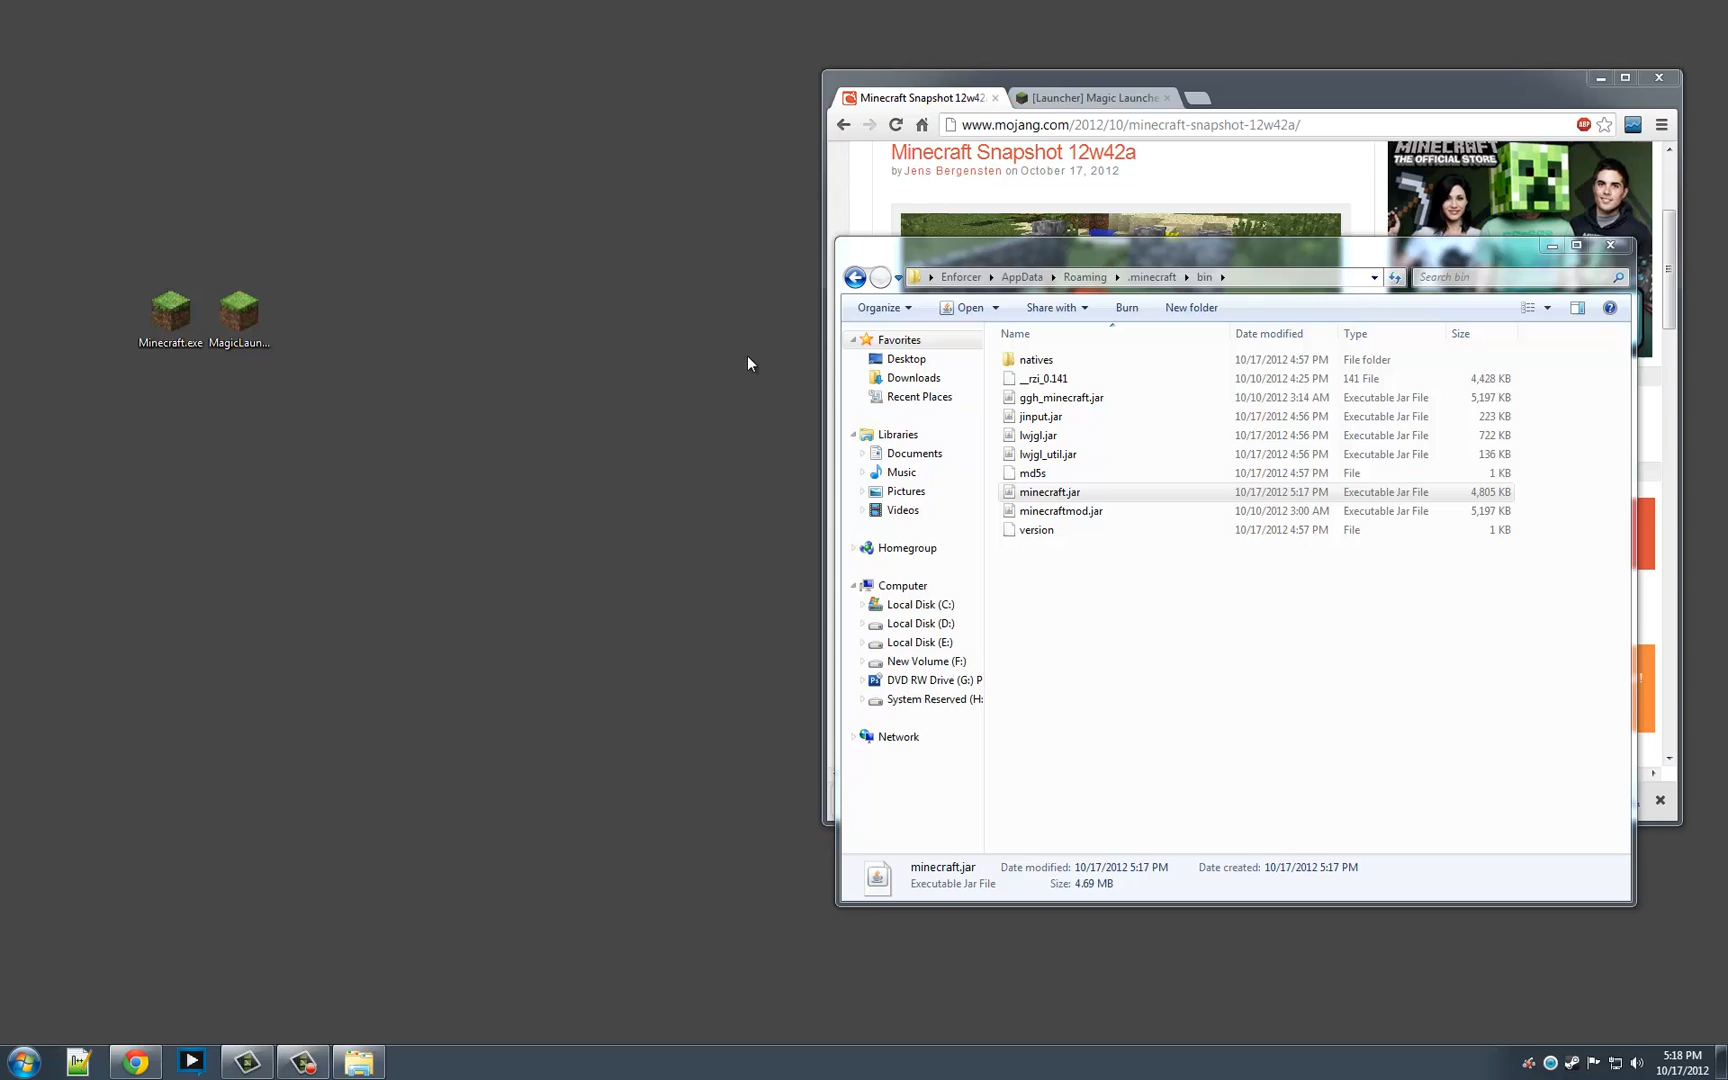 Minecraft Snapshot 12w42
[Launcher] Magic Launche
www.mojang.com/2012/10/minecraft-snapshot-12w42a/
ABP
Minecraft Snapshot 12w42a
by Jens Bergensten on October 17, 2012
MINECRAFT
THE OFFICIAL STORE
Enforcer
AppData
Roaming
.minecraft
bin
Search bin
Organize
Open
Share with
Burn
New folder
Name
Date modified
Type
Size
Favorites
Desktop
Downloads
Recent Places
Libraries
Documents
Music
Pictures
Videos
Homegroup
Computer
Local Disk (C:)
Local Disk (D:)
Local Disk (E:)
New Volume (F:)
DVD RW Drive (G:) P
System Reserved (H:
Network
natives 10/17/2012 4:57 PM File folder
__rzi_0.141 10/10/2012 4:25 PM 141 File 4,428 KB
ggh_minecraft.jar 10/10/2012 3:14 AM Executable Jar File 5,197 KB
jinput.jar 10/17/2012 4:56 PM Executable Jar File 223 KB
lwjgl.jar 10/17/2012 4:56 PM Executable Jar File 722 KB
lwjgl_util.jar 10/17/2012 4:56 PM Executable Jar File 136 KB
md5s 10/17/2012 4:57 PM File 1 KB
minecraft.jar 10/17/2012 5:17 PM Executable Jar File 4,805 KB
minecraftmod.jar 10/10/2012 3:00 AM Executable Jar File 5,197 KB
version 10/17/2012 4:57 PM File 1 KB
minecraft.jar Date modified: 10/17/2012 5:17 PM Date created: 10/17/2012 5:17 PM
Executable Jar File Size: 4.69 MB
Minecraft.exe
MagicLaun...
5:18 PM
10/17/2012